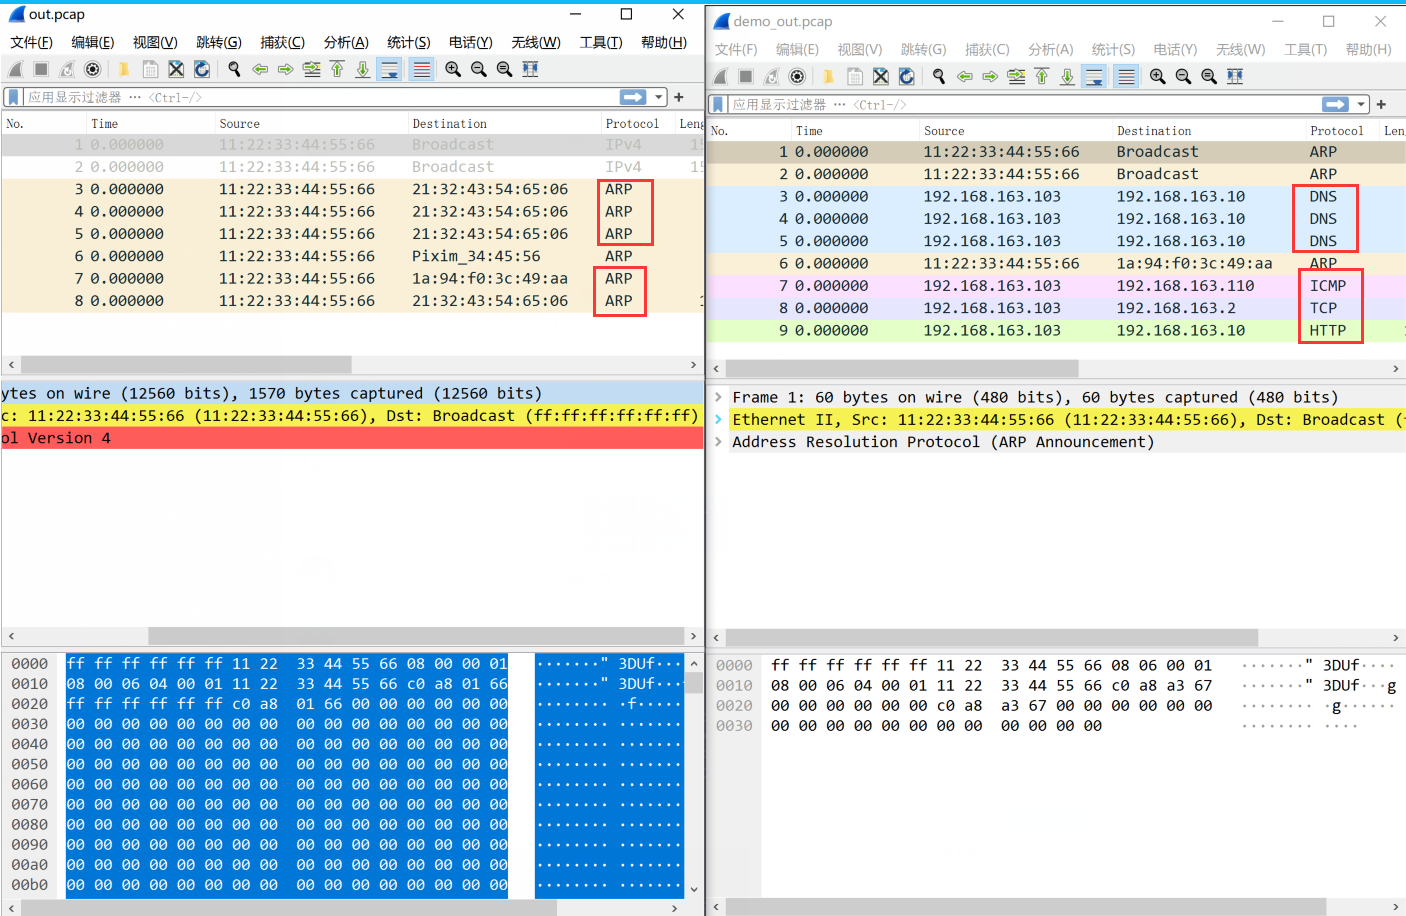 out.pcap
文件(F) 编辑(E) 视图(V) 跳转(G) 捕获(C) 分析(A) 统计(S) 电话(Y) 无线(W) 工具(T) 帮助(H)
应用显示过滤器 … <Ctrl-/>
No. Time Source Destination Protocol Leng
1 0.000000 11:22:33:44:55:66 Broadcast IPv4 15
2 0.000000 11:22:33:44:55:66 Broadcast IPv4 15
3 0.000000 11:22:33:44:55:66 21:32:43:54:65:06 ARP
4 0.000000 11:22:33:44:55:66 21:32:43:54:65:06 ARP
5 0.000000 11:22:33:44:55:66 21:32:43:54:65:06 ARP
6 0.000000 11:22:33:44:55:66 Pixim_34:45:56 ARP
7 0.000000 11:22:33:44:55:66 1a:94:f0:3c:49:aa ARP
8 0.000000 11:22:33:44:55:66 21:32:43:54:65:06 ARP 1
ytes on wire (12560 bits), 1570 bytes captured (12560 bits)
c: 11:22:33:44:55:66 (11:22:33:44:55:66), Dst: Broadcast (ff:ff:ff:ff:ff:ff)
ol Version 4
0000 ff ff ff ff ff ff 11 22 33 44 55 66 08 00 00 01 ·······" 3DUf····
0010 08 00 06 04 00 01 11 22 33 44 55 66 c0 a8 01 66 ·······" 3DUf···f
0020 ff ff ff ff ff ff c0 a8 01 66 00 00 00 00 00 00 ········ ·f······
0030 00 00 00 00 00 00 00 00 00 00 00 00 00 00 00 00 ········ ········
0040 00 00 00 00 00 00 00 00 00 00 00 00 00 00 00 00 ········ ········
0050 00 00 00 00 00 00 00 00 00 00 00 00 00 00 00 00 ········ ········
0060 00 00 00 00 00 00 00 00 00 00 00 00 00 00 00 00 ········ ········
0070 00 00 00 00 00 00 00 00 00 00 00 00 00 00 00 00 ········ ········
0080 00 00 00 00 00 00 00 00 00 00 00 00 00 00 00 00 ········ ········
0090 00 00 00 00 00 00 00 00 00 00 00 00 00 00 00 00 ········ ········
00a0 00 00 00 00 00 00 00 00 00 00 00 00 00 00 00 00 ········ ········
00b0 00 00 00 00 00 00 00 00 00 00 00 00 00 00 00 00 ········ ········
demo_out.pcap
文件(F) 编辑(E) 视图(V) 跳转(G) 捕获(C) 分析(A) 统计(S) 电话(Y) 无线(W) 工具(T) 帮助(H)
应用显示过滤器 … <Ctrl-/>
No. Time Source Destination Protocol Len
1 0.000000 11:22:33:44:55:66 Broadcast ARP
2 0.000000 11:22:33:44:55:66 Broadcast ARP
3 0.000000 192.168.163.103 192.168.163.10 DNS
4 0.000000 192.168.163.103 192.168.163.10 DNS
5 0.000000 192.168.163.103 192.168.163.10 DNS
6 0.000000 11:22:33:44:55:66 1a:94:f0:3c:49:aa ARP
7 0.000000 192.168.163.103 192.168.163.110 ICMP
8 0.000000 192.168.163.103 192.168.163.2 TCP
9 0.000000 192.168.163.103 192.168.163.10 HTTP
Frame 1: 60 bytes on wire (480 bits), 60 bytes captured (480 bits)
Ethernet II, Src: 11:22:33:44:55:66 (11:22:33:44:55:66), Dst: Broadcast (
Address Resolution Protocol (ARP Announcement)
0000 ff ff ff ff ff ff 11 22 33 44 55 66 08 06 00 01 ·······" 3DUf····
0010 08 00 06 04 00 01 11 22 33 44 55 66 c0 a8 a3 67 ·······" 3DUf···g
0020 00 00 00 00 00 00 c0 a8 a3 67 00 00 00 00 00 00 ········ ·g······
0030 00 00 00 00 00 00 00 00 00 00 00 00 ········ ····